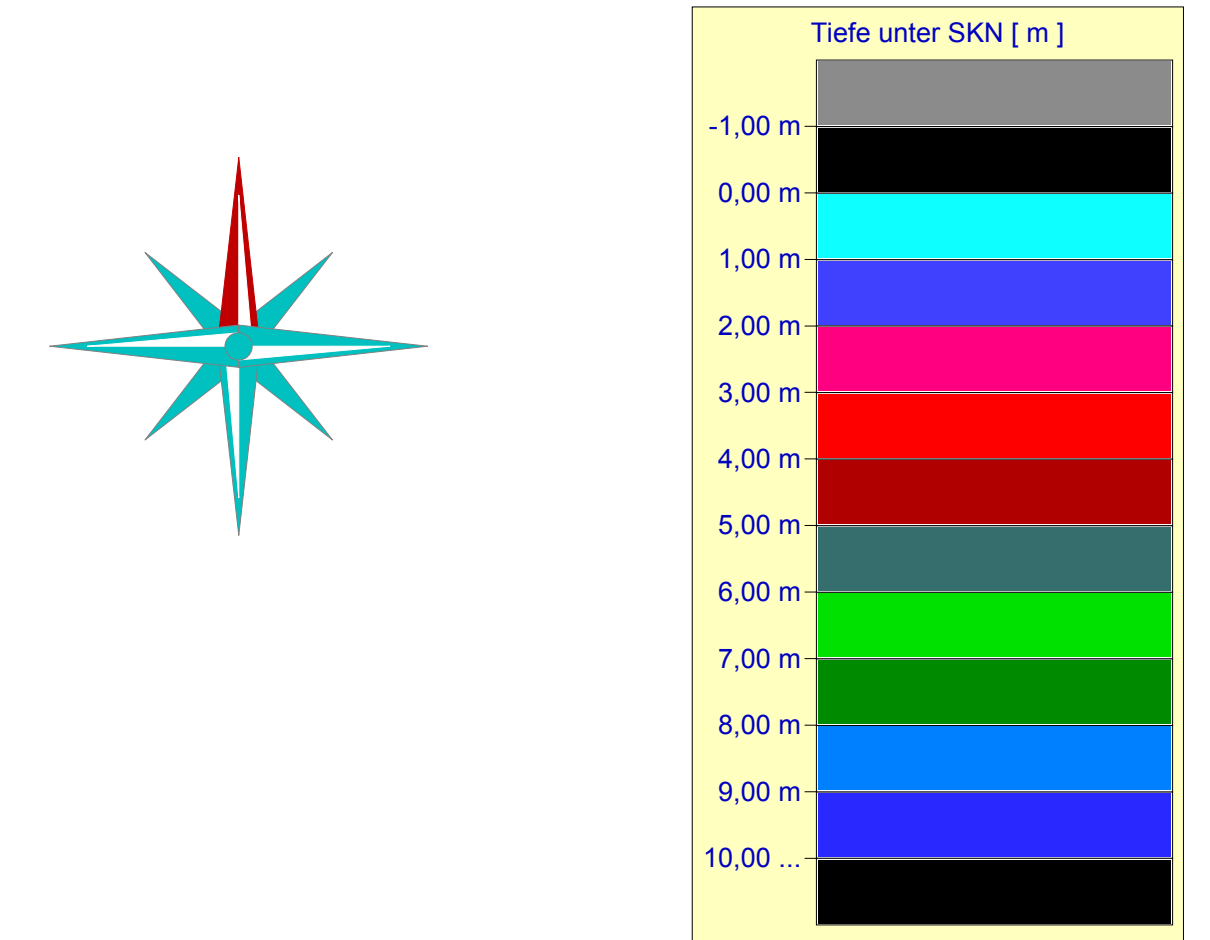 Tiefe unter SKN [ m ]
-1,00 m
0,00 m
1,00 m
2,00 m
3,00 m
4,00 m
5,00 m
6,00 m
7,00 m
8,00 m
9,00 m
10,00 ...